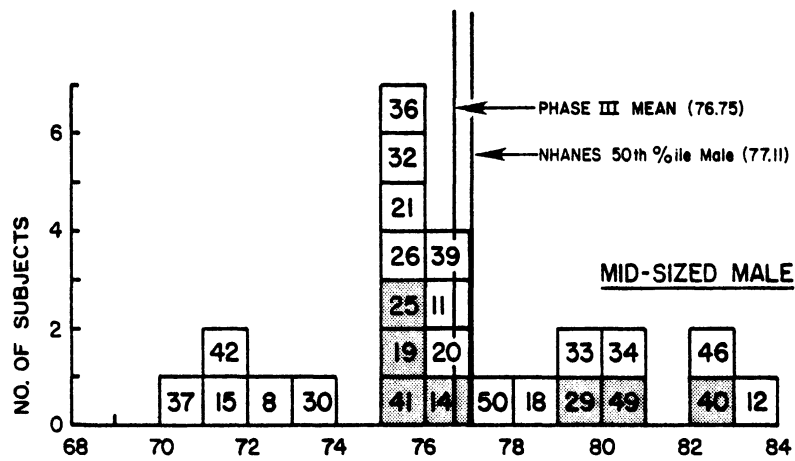 36
PHASE III MEAN (76.75)
6
32
NHANES 50th %ile Male (77.11)
21
4
26 39
MID-SIZED MALE
25 11
NO. OF SUBJECTS
2
42 19 20 33 34 46
37 15 8 30 41 14 50 18 29 49 40 12
0
68 70 72 74 76 78 80 82 84